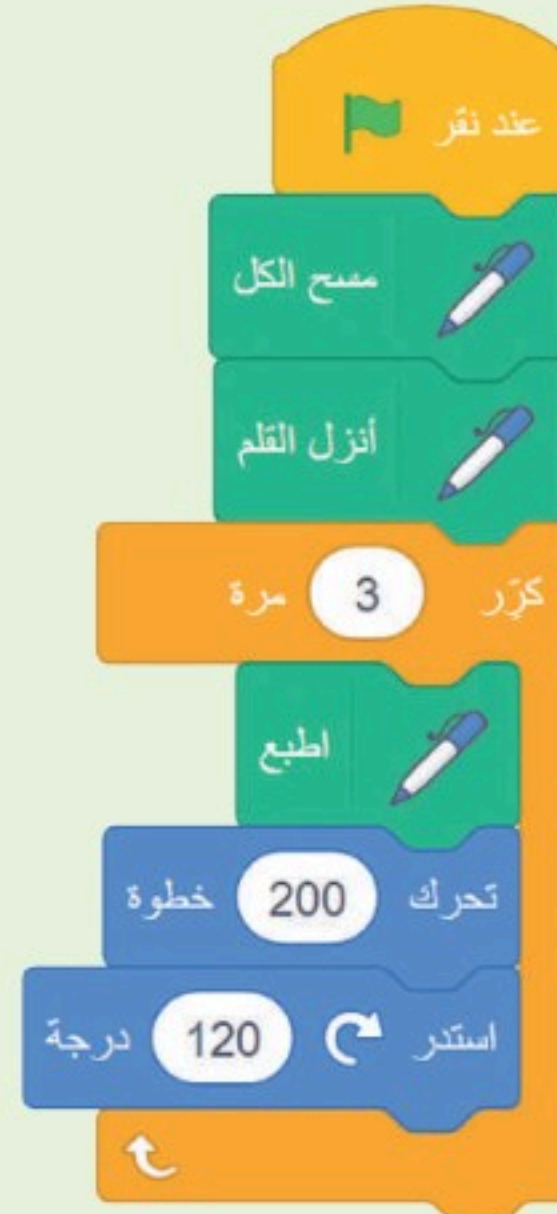 عند نقر
مسح الكل
أنزل القلم
كرّر 3 مرة
اطبع
تحرك 200 خطوة
استدر 120 درجة